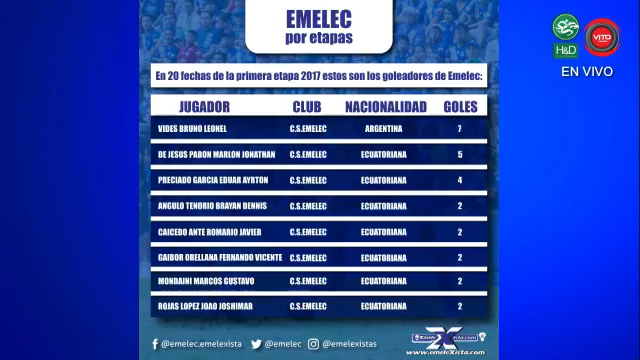 EMELEC
por etapas
H&D
VITO
EN VIVO
En 20 fechas de la primera etapa 2017 estos son los goleadores de Emelec:
JUGADOR CLUB NACIONALIDAD GOLES
VIDES BRUNO LEONEL C.S.EMELEC ARGENTINA 7
DE JESUS PABON MARLON JONATHAN C.S.EMELEC ECUATORIANA 5
PRECIADO GARCIA EDUAR AYRTON C.S.EMELEC ECUATORIANA 4
ANGULO TENORIO BRAYAN DENNIS C.S.EMELEC ECUATORIANA 2
CAICEDO ANTE ROMARIO JAVIER C.S.EMELEC ECUATORIANA 2
GAIBOR ORELLANA FERNANDO VICENTE C.S.EMELEC ECUATORIANA 2
MONDAINI MARCOS GUSTAVO C.S.EMELEC ECUATORIANA 2
ROJAS LOPEZ JOAO JOSHIMAR C.S.EMELEC ECUATORIANA 2
@emelec.emelexista @emelec @emelexistas
www.emeleXista.com